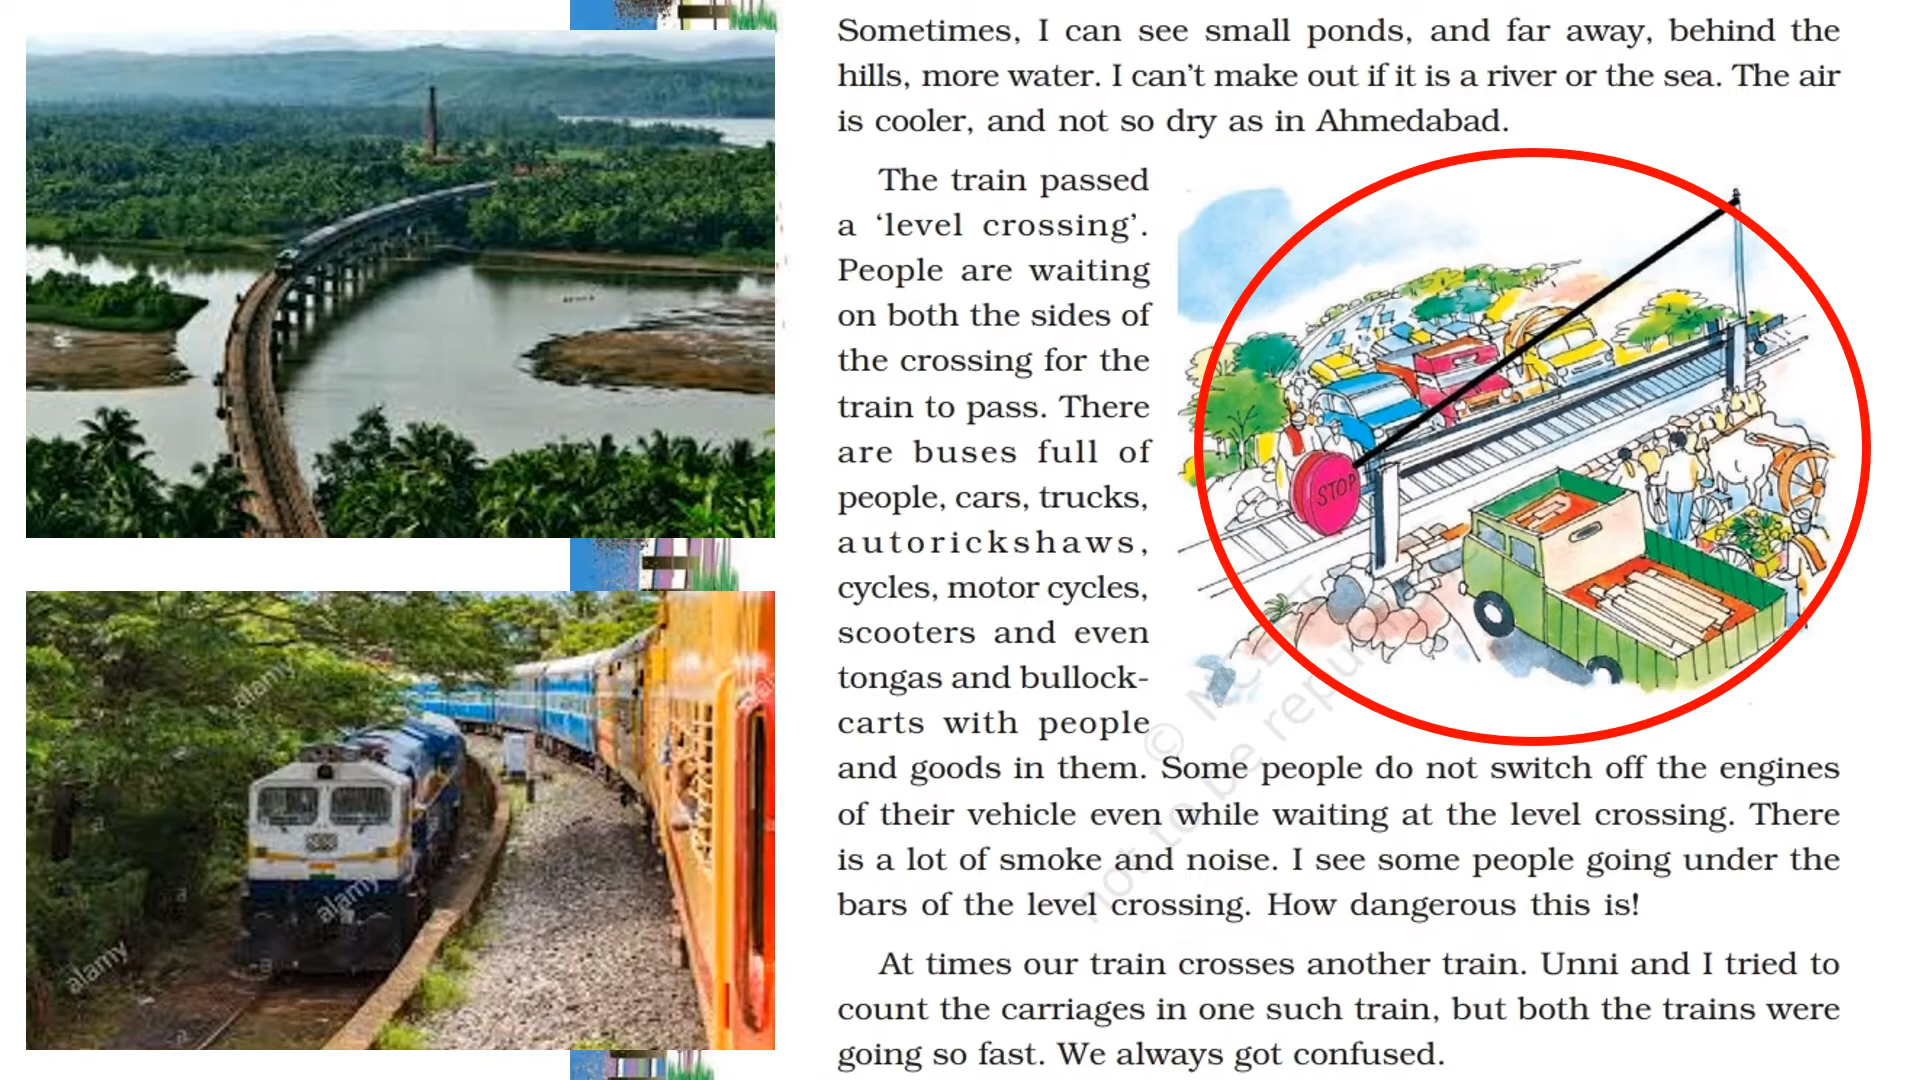 Sometimes, I can see small ponds, and far away, behind the
hills, more water. I can't make out if it is a river or the sea. The air
is cooler, and not so dry as in Ahmedabad.
The train passed
a ‘level crossing’.
People are waiting
on both the sides of
the crossing for the
train to pass. There
are buses full of
people, cars, trucks,
autorickshaws,
cycles, motor cycles,
scooters and even
tongas and bullock-
carts with people
and goods in them. Some people do not switch off the engines
of their vehicle even while waiting at the level crossing. There
is a lot of smoke and noise. I see some people going under the
bars of the level crossing. How dangerous this is!
At times our train crosses another train. Unni and I tried to
count the carriages in one such train, but both the trains were
going so fast. We always got confused.
STOP
alamy
alamy
alamy
a
a
a
a
not to be repu